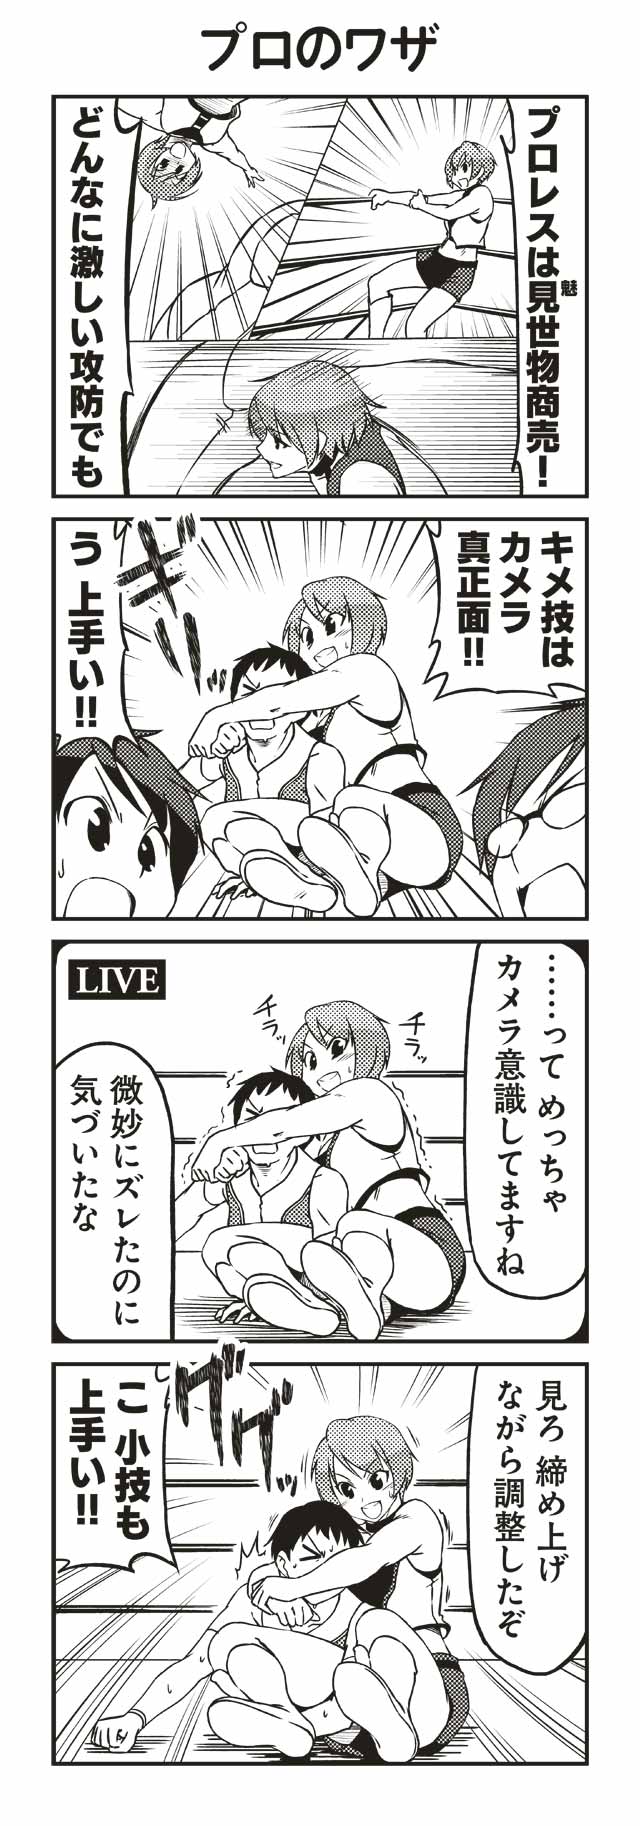 プロのワザ
プロレスは見世物商売！
魅
どんなに激しい攻防でも
キメ技は
カメラ
真正面!!
ギリリッ
う 上手い!!
……って めっちゃ
カメラ意識してますね
チラッ
チラッ
LIVE
微妙にズレたのに
気づいたな
見ろ 締め上げ
ながら調整したぞ
グググッ
こ 小技も
上手い!!